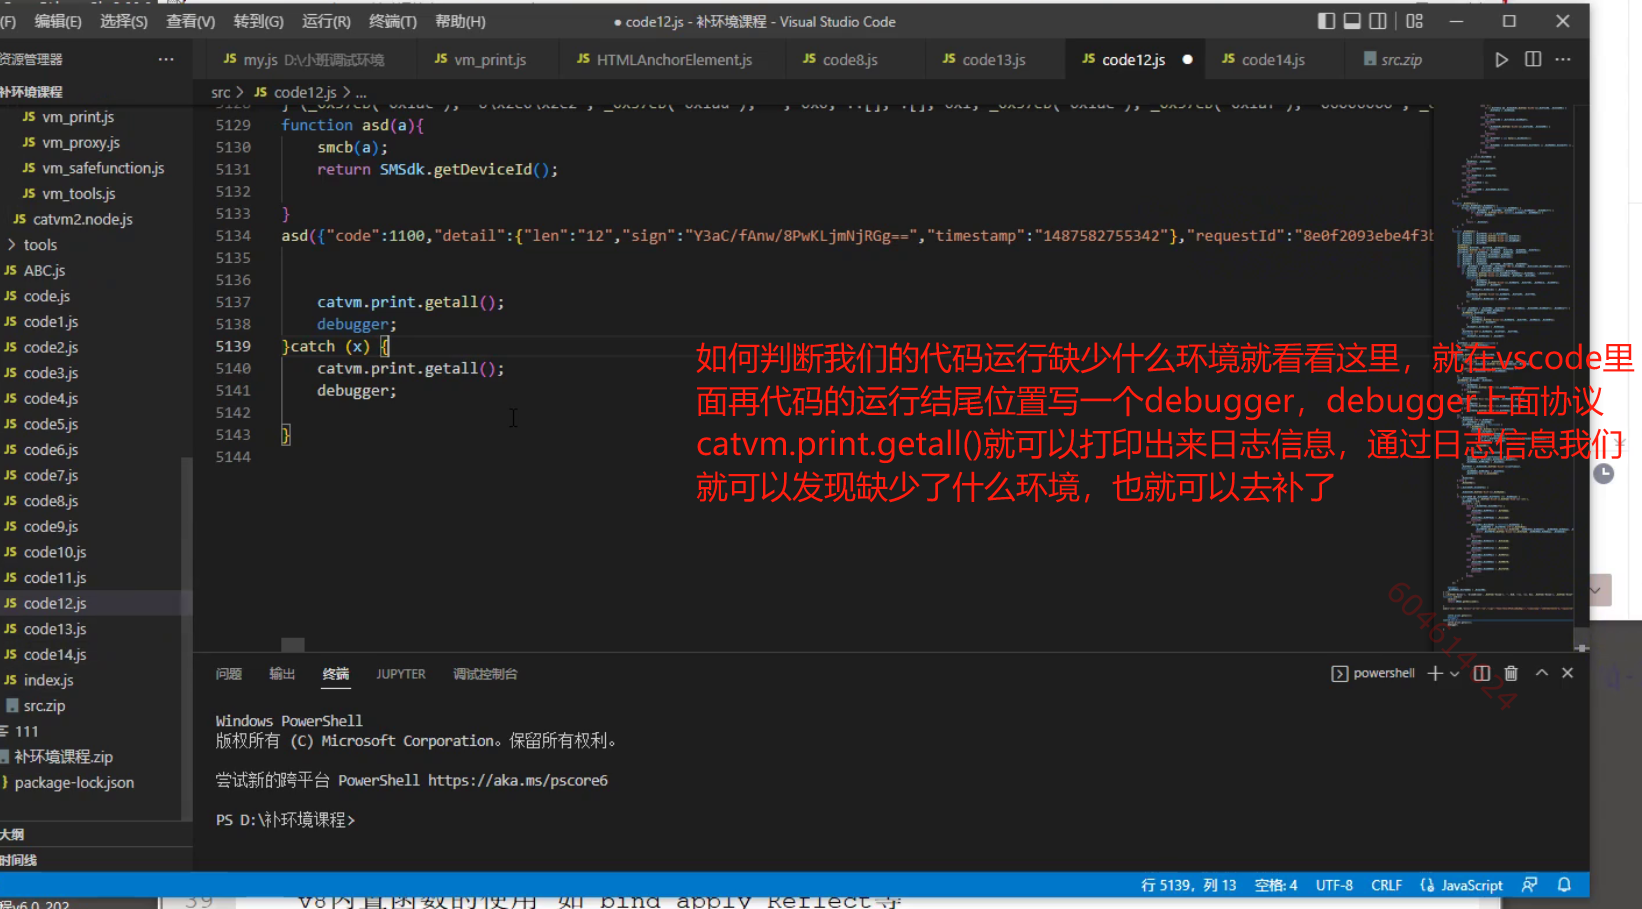 (F) 编辑(E) 选择(S) 查看(V) 转到(G) 运行(R) 终端(T) 帮助(H) ● code12.js - 补环境课程 - Visual Studio Code
资源管理器 ···
JS my.js D:\小班调试环境 JS vm_print.js JS HTMLAnchorElement.js JS code8.js JS code13.js JS code12.js ● JS code14.js src.zip ···
补环境课程
src > JS code12.js > ...
JS vm_print.js
JS vm_proxy.js
JS vm_safefunction.js
JS vm_tools.js
JS catvm2.node.js
> tools
JS ABC.js
JS code.js
JS code1.js
JS code2.js
JS code3.js
JS code4.js
JS code5.js
JS code6.js
JS code7.js
JS code8.js
JS code9.js
JS code10.js
JS code11.js
JS code12.js
JS code13.js
JS code14.js
JS index.js
src.zip
111
补环境课程.zip
package-lock.json
大纲
时间线
5129 function asd(a){
5130 smcb(a);
5131 return SMSdk.getDeviceId();
5132
5133 }
5134 asd({"code":1100,"detail":{"len":"12","sign":"Y3aC/fAnw/8PwKLjmNjRGg==","timestamp":"1487582755342"},"requestId":"8e0f2093ebe4f3b
5135
5136
5137 catvm.print.getall();
5138 debugger;
5139 }catch (x) {
5140 catvm.print.getall();
5141 debugger;
5142
5143 }
5144
如何判断我们的代码运行缺少什么环境就看看这里，就在vscode里
面再代码的运行结尾位置写一个debugger，debugger上面协议
catvm.print.getall()就可以打印出来日志信息，通过日志信息我们
就可以发现缺少了什么环境，也就可以去补了
问题 输出 终端 JUPYTER 调试控制台 powershell
Windows PowerShell
版权所有 (C) Microsoft Corporation。保留所有权利。
尝试新的跨平台 PowerShell https://aka.ms/pscore6
PS D:\补环境课程>
行 5139，列 13 空格: 4 UTF-8 CRLF JavaScript
39 v8内置函数的使用 如 bind apply Reflect等